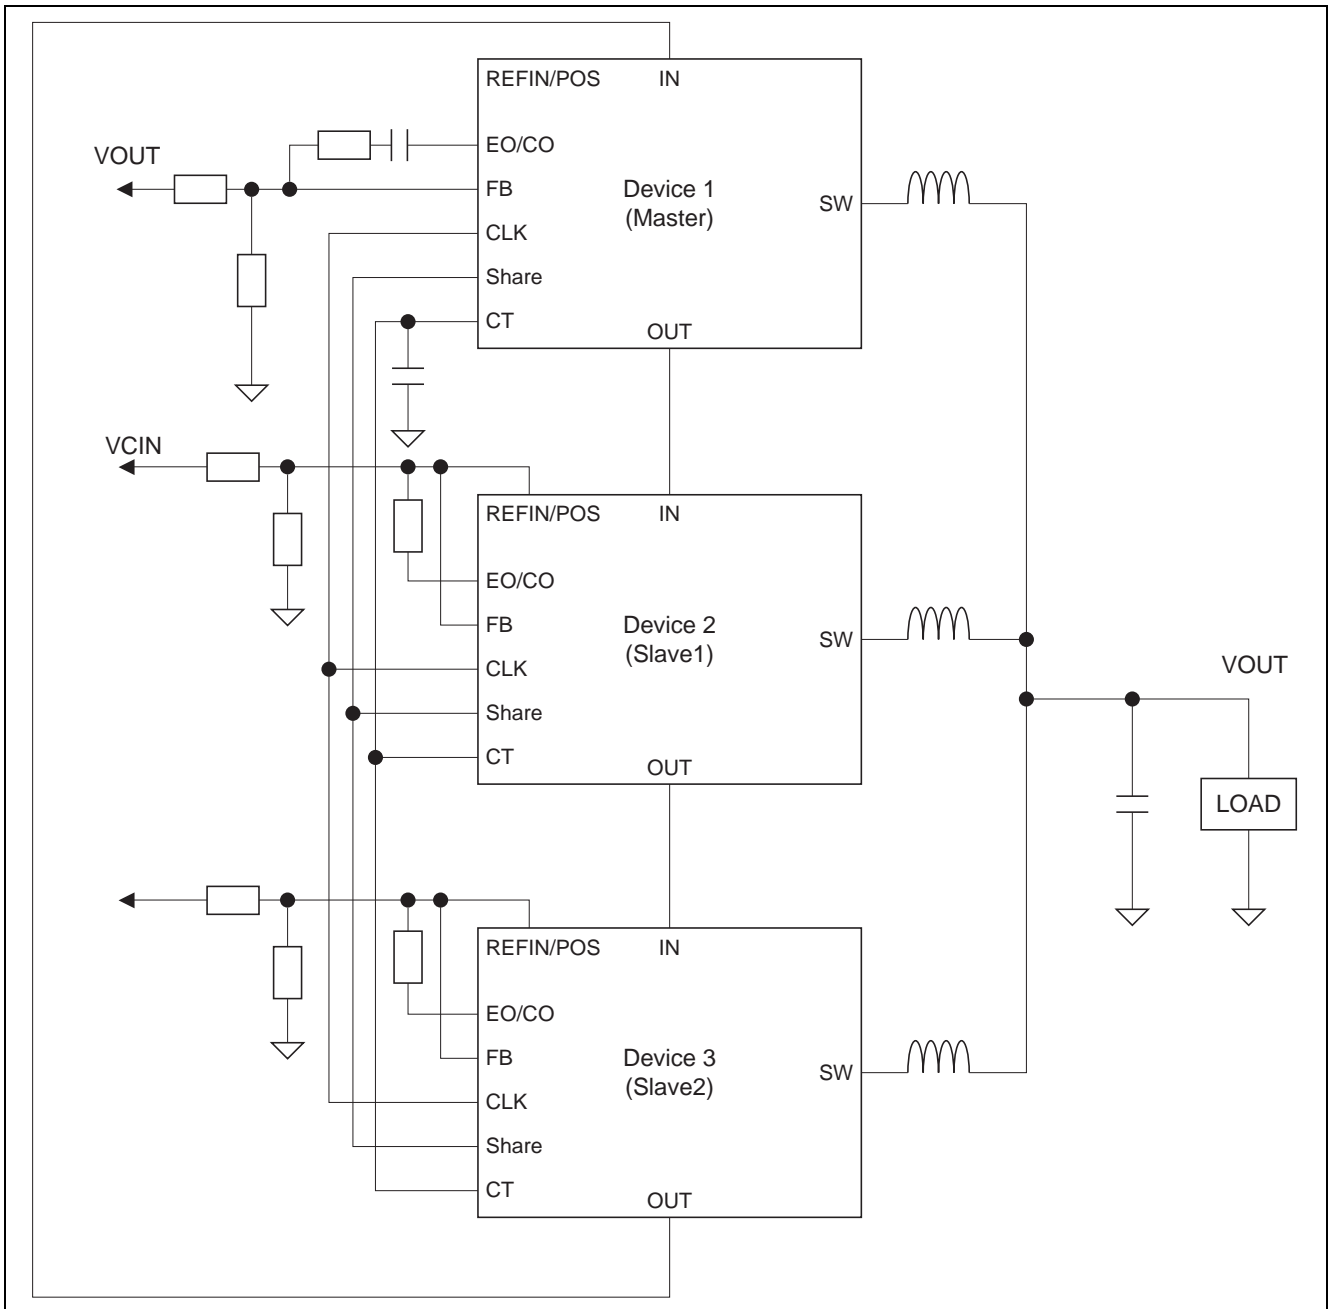 REFIN/POS IN
EO/CO
VOUT
FB
Device 1
(Master)
SW
CLK
Share
CT
OUT
VCIN
REFIN/POS IN
EO/CO
FB
Device 2
(Slave1)
SW
CLK
Share
CT
OUT
VOUT
LOAD
REFIN/POS IN
EO/CO
FB
Device 3
(Slave2)
SW
CLK
Share
CT
OUT